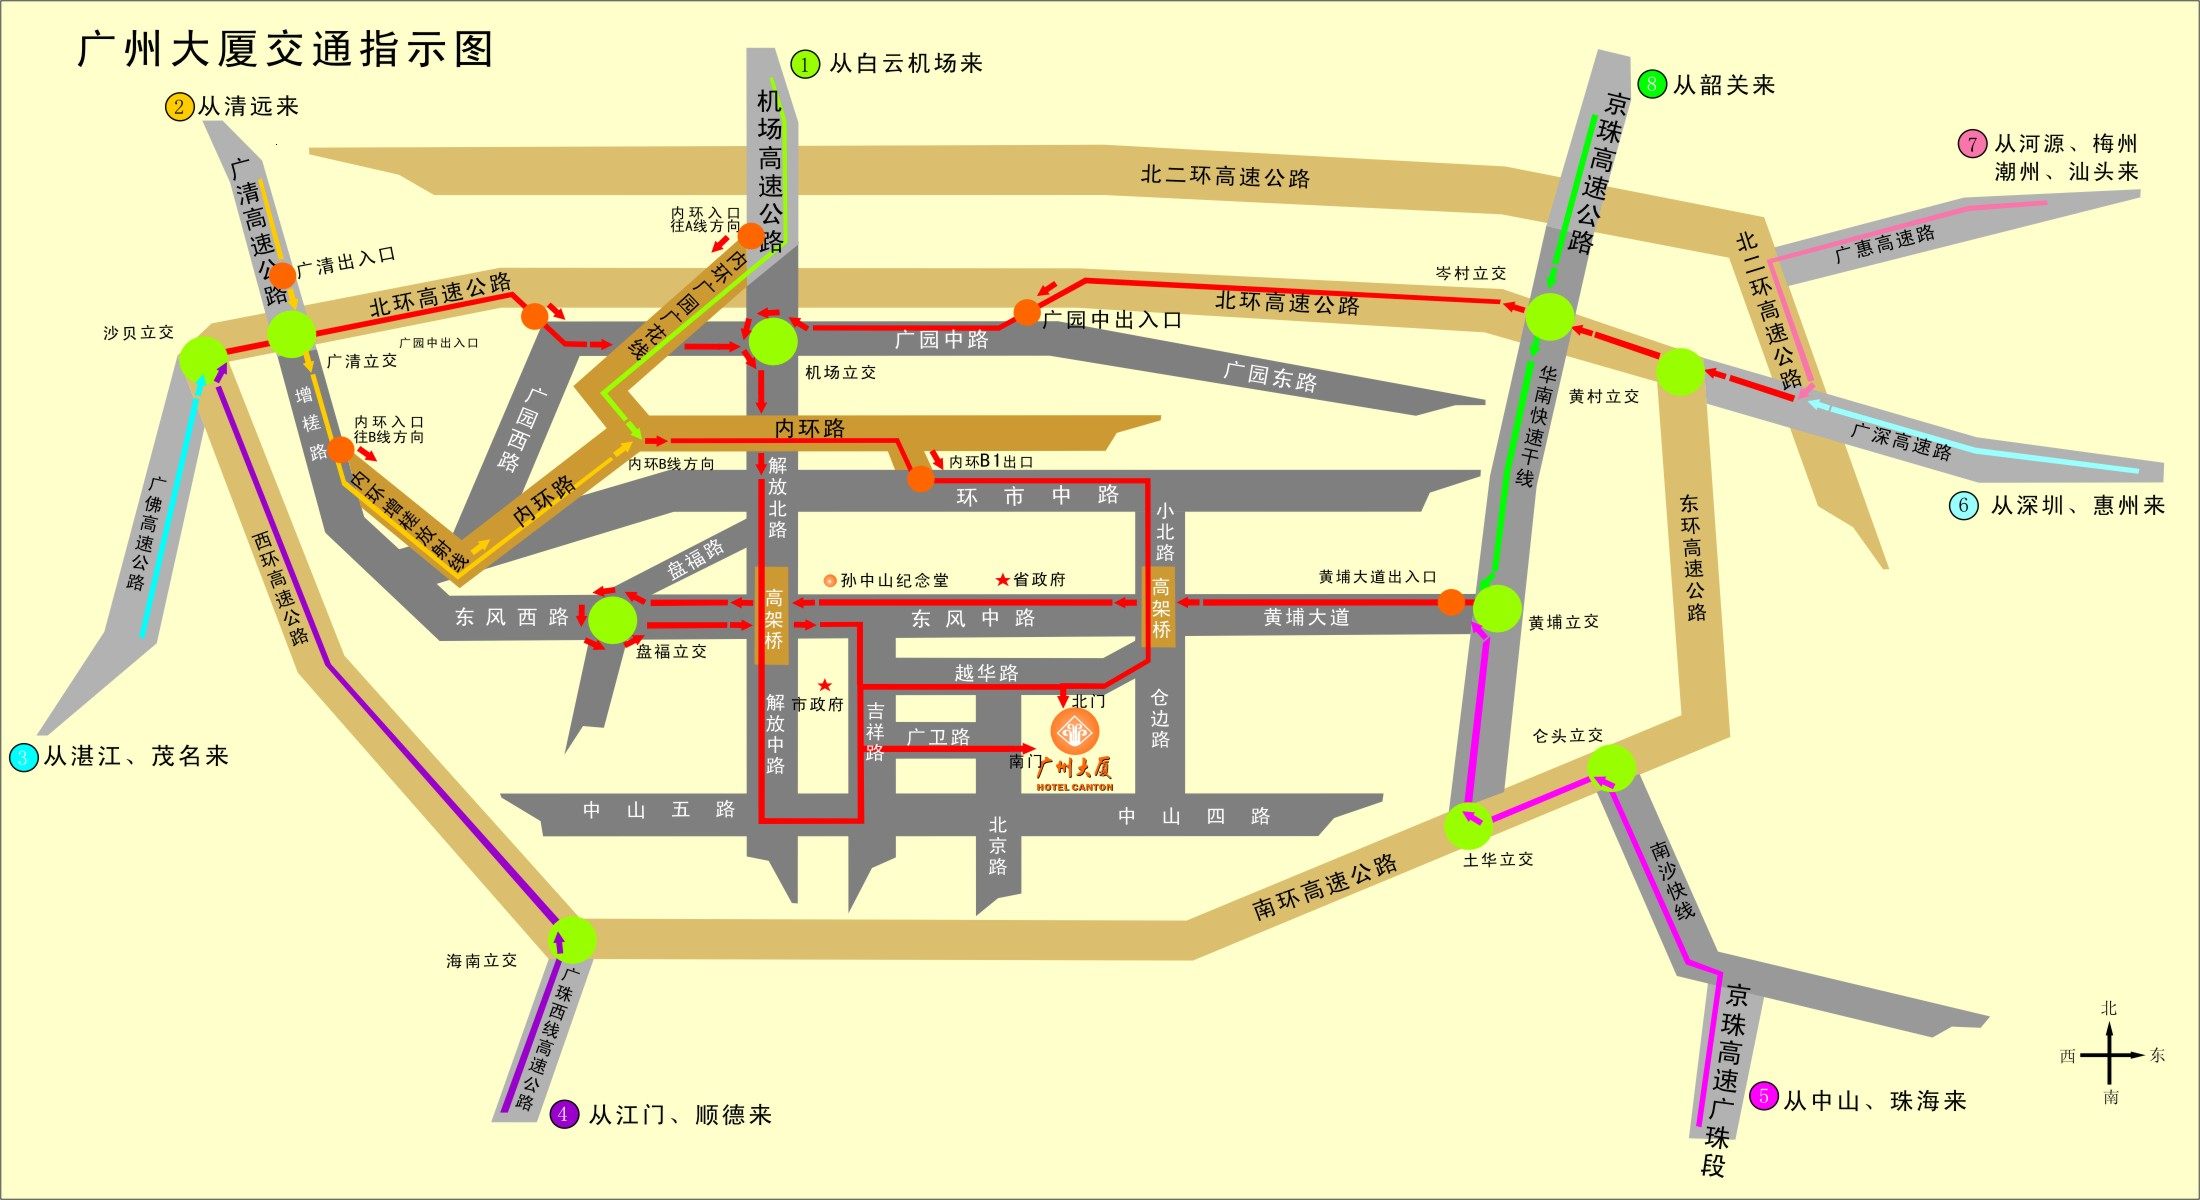 广州大厦交通指示图
1 从白云机场来
2 从清远来
8 从韶关来
7 从河源、梅州
潮州、汕头来
机场高速公路
京珠高速公路
广清高速公路
北二环高速公路
北二环高速公路
广惠高速路
内环入口
往A线方向
广清出入口
北环高速公路
内环广园放射线
岑村立交
北环高速公路
沙贝立交
广园中出入口
广清立交
广园中出入口
广园中路
机场立交
广园东路
黄村立交
华南快速干线
增槎路
广园西路
内环入口
往B线方向
内环路
内环B线方向
内环B1出口
广深高速路
6 从深圳、惠州来
内环增槎放射线
内环路
解放北路
环市中路
小北路
东环高速公路
广佛高速公路
西环高速公路
盘福路
孙中山纪念堂
省政府
黄埔大道出入口
东风西路
高架桥
东风中路
高架桥
黄埔大道
黄埔立交
盘福立交
越华路
市政府
解放中路
吉祥路
北门
仓边路
广卫路
南门
广州大厦
HOTEL CANTON
仑头立交
3 从湛江、茂名来
中山五路
北京路
中山四路
土华立交
南环高速公路
南沙快线
海南立交
广珠西线高速公路
京珠高速广珠段
4 从江门、顺德来
5 从中山、珠海来
北
西
东
南